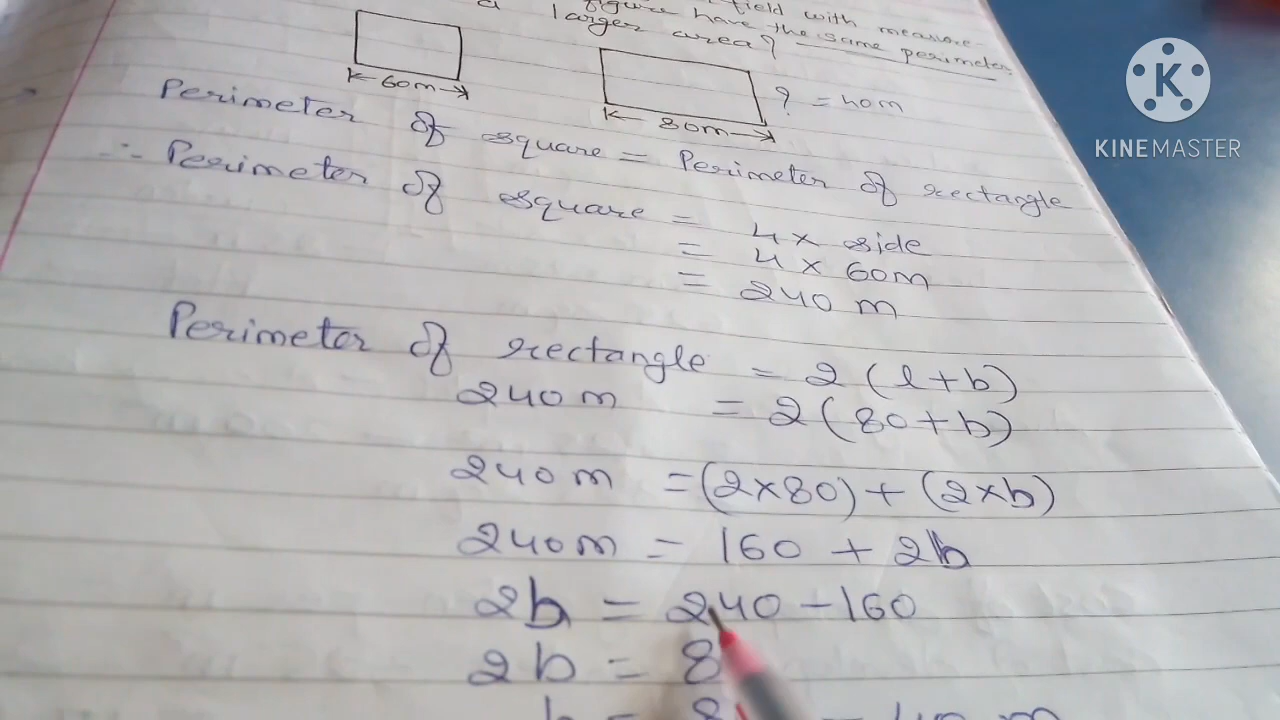 field with measure-
a figure have the same perimeter
larger area?
60m
80m
? = 40m
Perimeter of square = Perimeter of rectangle
∴ Perimeter of square = 4 × side
= 4 × 60m
= 240 m
Perimeter of rectangle = 2 (l+b)
240 m = 2 (80+b)
240 m = (2×80) + (2×b)
240m = 160 + 2b
2b = 240 - 160
2b = 8
K
KINEMASTER